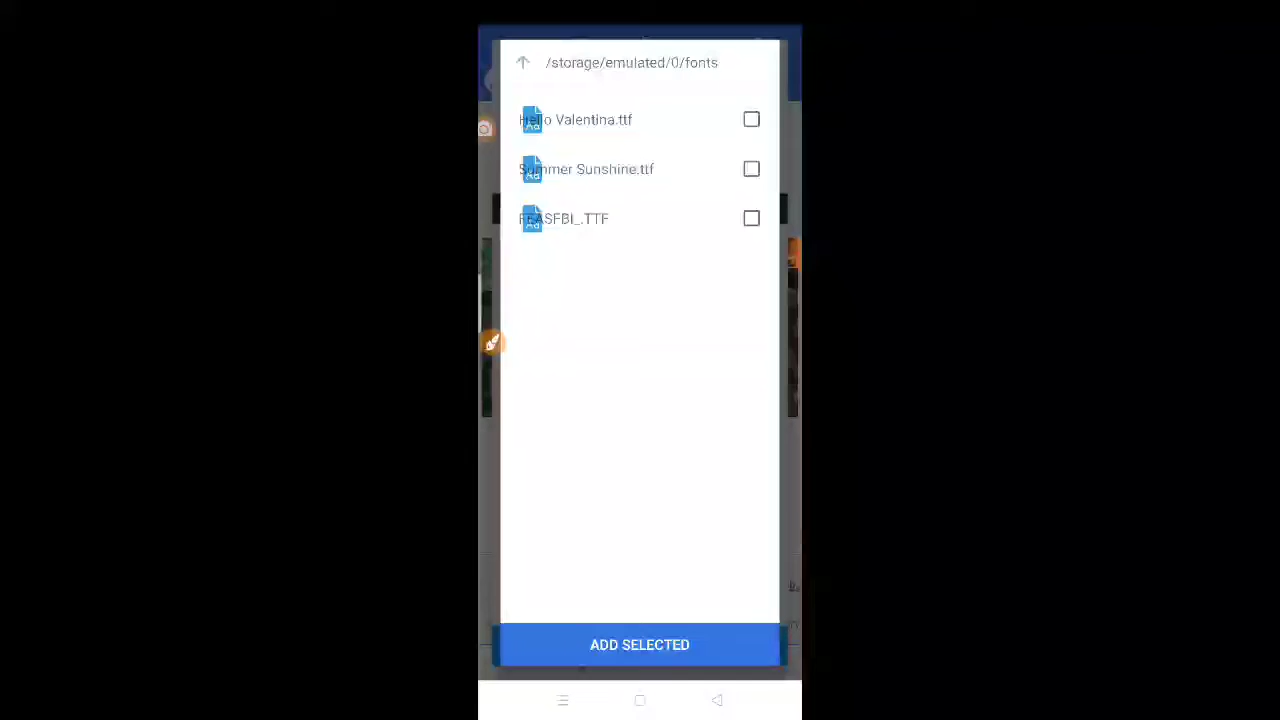 /storage/emulated/0/fonts
Hello Valentina.ttf
Summer Sunshine.ttf
FEASFBI_.TTF
ADD SELECTED